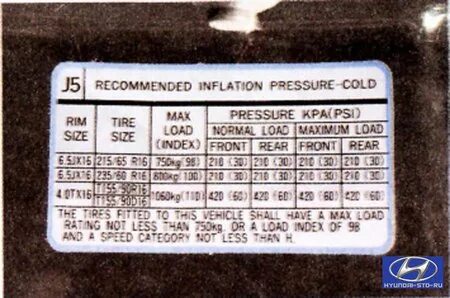 J5 RECOMMENDED INFLATION PRESSURE-COLD
RIM SIZE TIRE SIZE MAX LOAD (INDEX) PRESSURE KPA(PSI)
NORMAL LOAD MAXIMUM LOAD
FRONT REAR FRONT REAR
6.5JX16 215/65 R16 750kg(98) 210 (30) 210 (30) 210 (30) 210 (30)
6.5JX16 235/60 R16 800kg(100) 210 (30) 210 (30) 210 (30) 210 (30)
4.0TX16 T155/90R16 1060kg(110) 420 (60) 420 (60) 420 (60) 420 (60)
T155/90D16
THE TIRES FITTED TO THIS VEHICLE SHALL HAVE A MAX LOAD
RATING NOT LESS THAN 750kg, OR A LOAD INDEX OF 98
AND A SPEED CATEGORY NOT LESS THAN H.
HYUNDAI-STO.RU